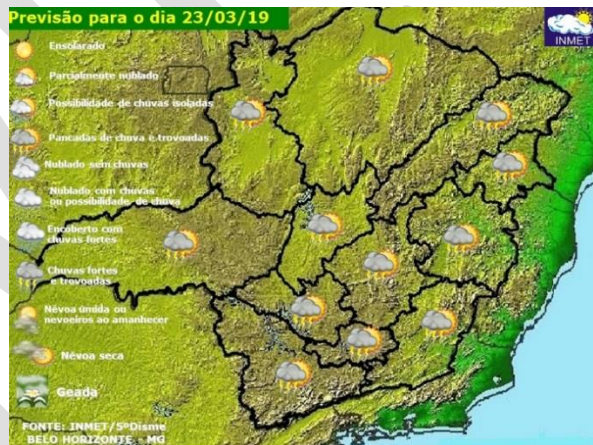 Previsão para o dia 23/03/19
INMET
Ensolarado
Parcialmente nublado
Possibilidade de chuvas isoladas
Pancadas de chuva e trovoadas
Nublado sem chuvas
Nublado com chuvas
ou possibilidade de chuva
Encoberto com
chuvas fortes
Chuvas fortes
e trovoadas
Névoa úmida ou
nevoeiros ao amanhecer
Névoa seca
Geada
FONTE: INMET/5ºDisme
BELO HORIZONTE - MG